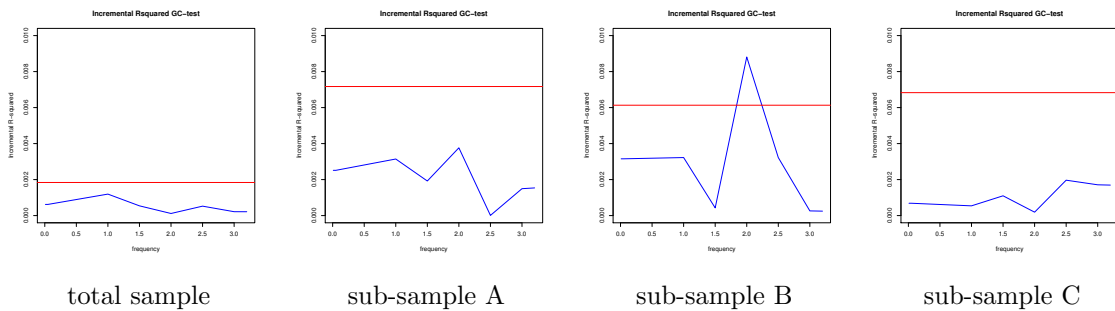 Incremental Rsquared GC-test
Incremental R-squared
0.010
0.008
0.006
0.004
0.002
0.000
0.0 0.5 1.0 1.5 2.0 2.5 3.0
frequency
total sample
Incremental Rsquared GC-test
Incremental R-squared
0.010
0.008
0.006
0.004
0.002
0.000
0.0 0.5 1.0 1.5 2.0 2.5 3.0
frequency
sub-sample A
Incremental Rsquared GC-test
Incremental R-squared
0.010
0.008
0.006
0.004
0.002
0.000
0.0 0.5 1.0 1.5 2.0 2.5 3.0
frequency
sub-sample B
Incremental Rsquared GC-test
Incremental R-squared
0.010
0.008
0.006
0.004
0.002
0.000
0.0 0.5 1.0 1.5 2.0 2.5 3.0
frequency
sub-sample C